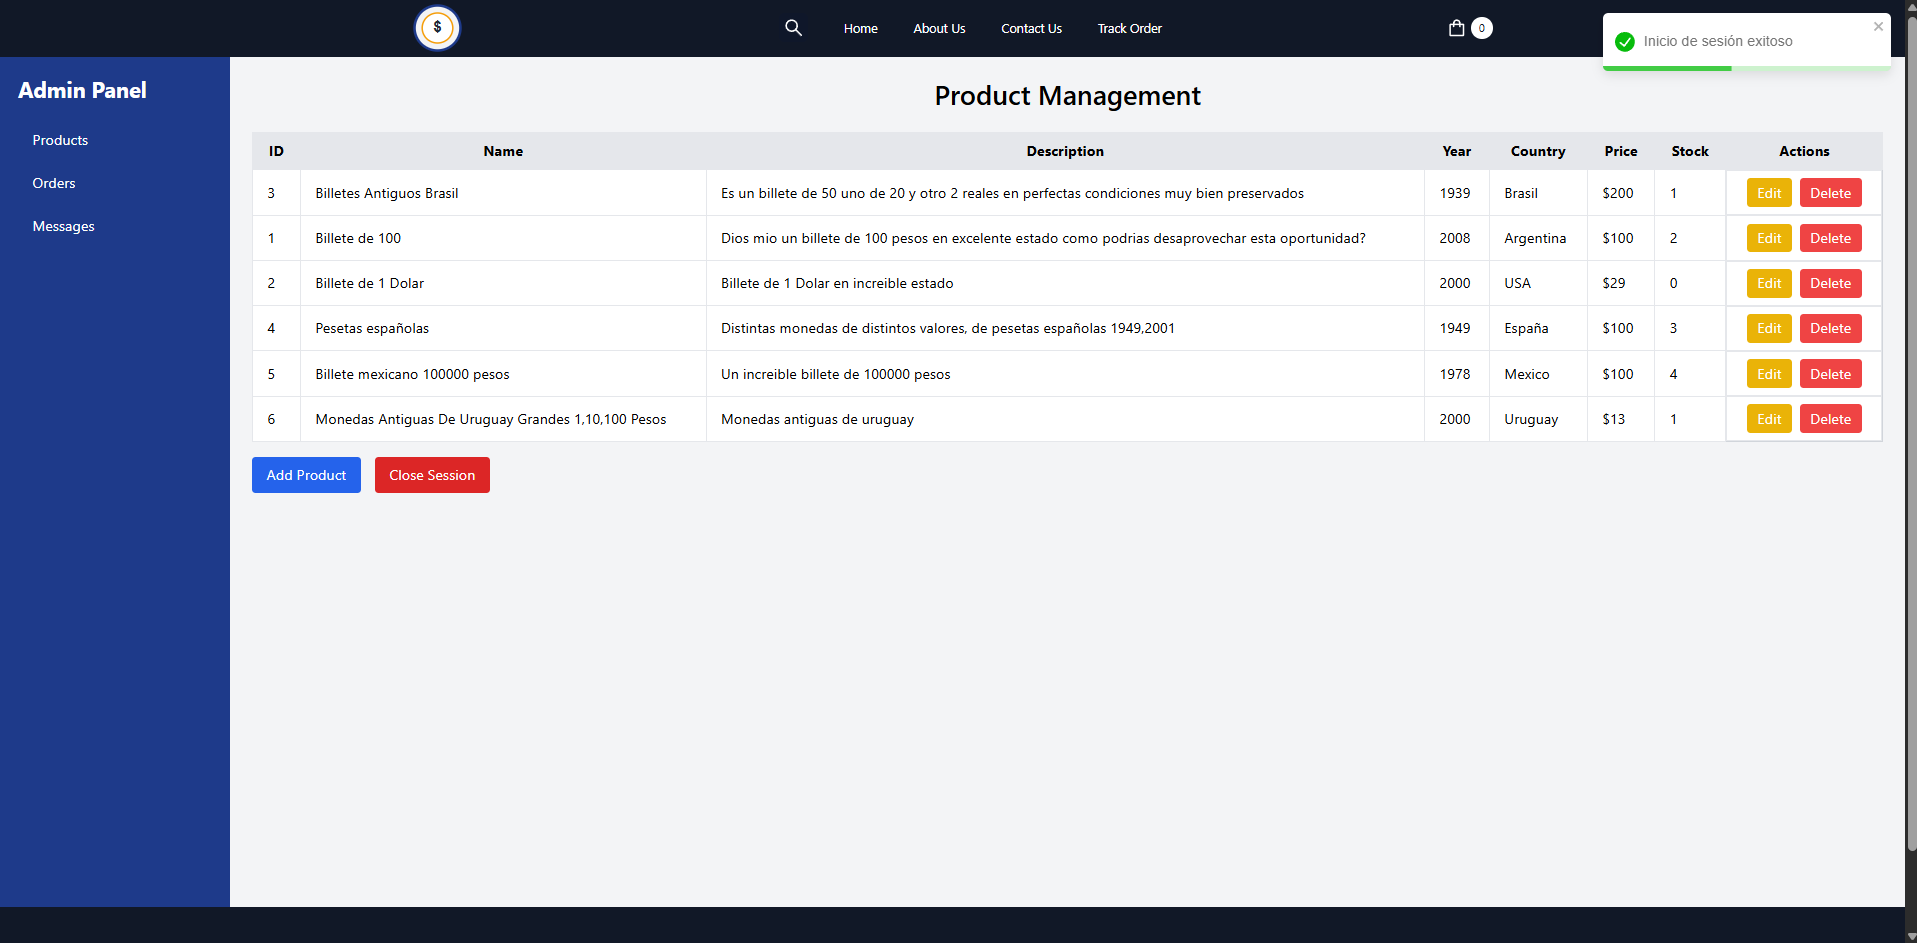 $
Home About Us Contact Us Track Order
0
Inicio de sesión exitoso
Admin Panel
Products
Orders
Messages
Product Management
ID Name Description Year Country Price Stock Actions
3 Billetes Antiguos Brasil Es un billete de 50 uno de 20 y otro 2 reales en perfectas condiciones muy bien preservados 1939 Brasil $200 1 Edit Delete
1 Billete de 100 Dios mio un billete de 100 pesos en excelente estado como podrias desaprovechar esta oportunidad? 2008 Argentina $100 2 Edit Delete
2 Billete de 1 Dolar Billete de 1 Dolar en increible estado 2000 USA $29 0 Edit Delete
4 Pesetas españolas Distintas monedas de distintos valores, de pesetas españolas 1949,2001 1949 España $100 3 Edit Delete
5 Billete mexicano 100000 pesos Un increible billete de 100000 pesos 1978 Mexico $100 4 Edit Delete
6 Monedas Antiguas De Uruguay Grandes 1,10,100 Pesos Monedas antiguas de uruguay 2000 Uruguay $13 1 Edit Delete
Add Product Close Session